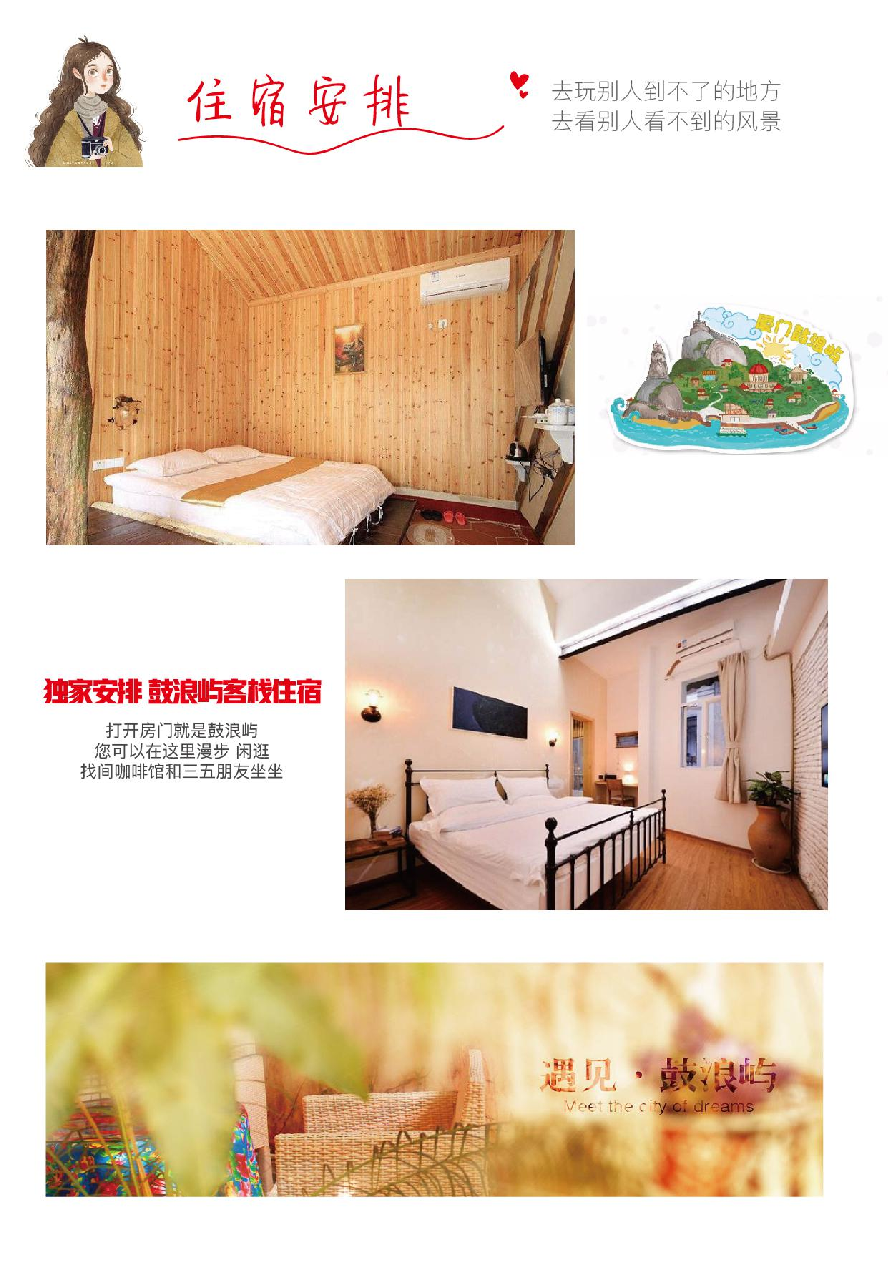 住宿安排
去玩别人到不了的地方
去看别人看不到的风景
厦门鼓浪屿
独家安排 鼓浪屿客栈住宿
打开房门就是鼓浪屿
您可以在这里漫步 闲逛
找间咖啡馆和三五朋友坐坐
遇见·鼓浪屿
Meet the city of dreams